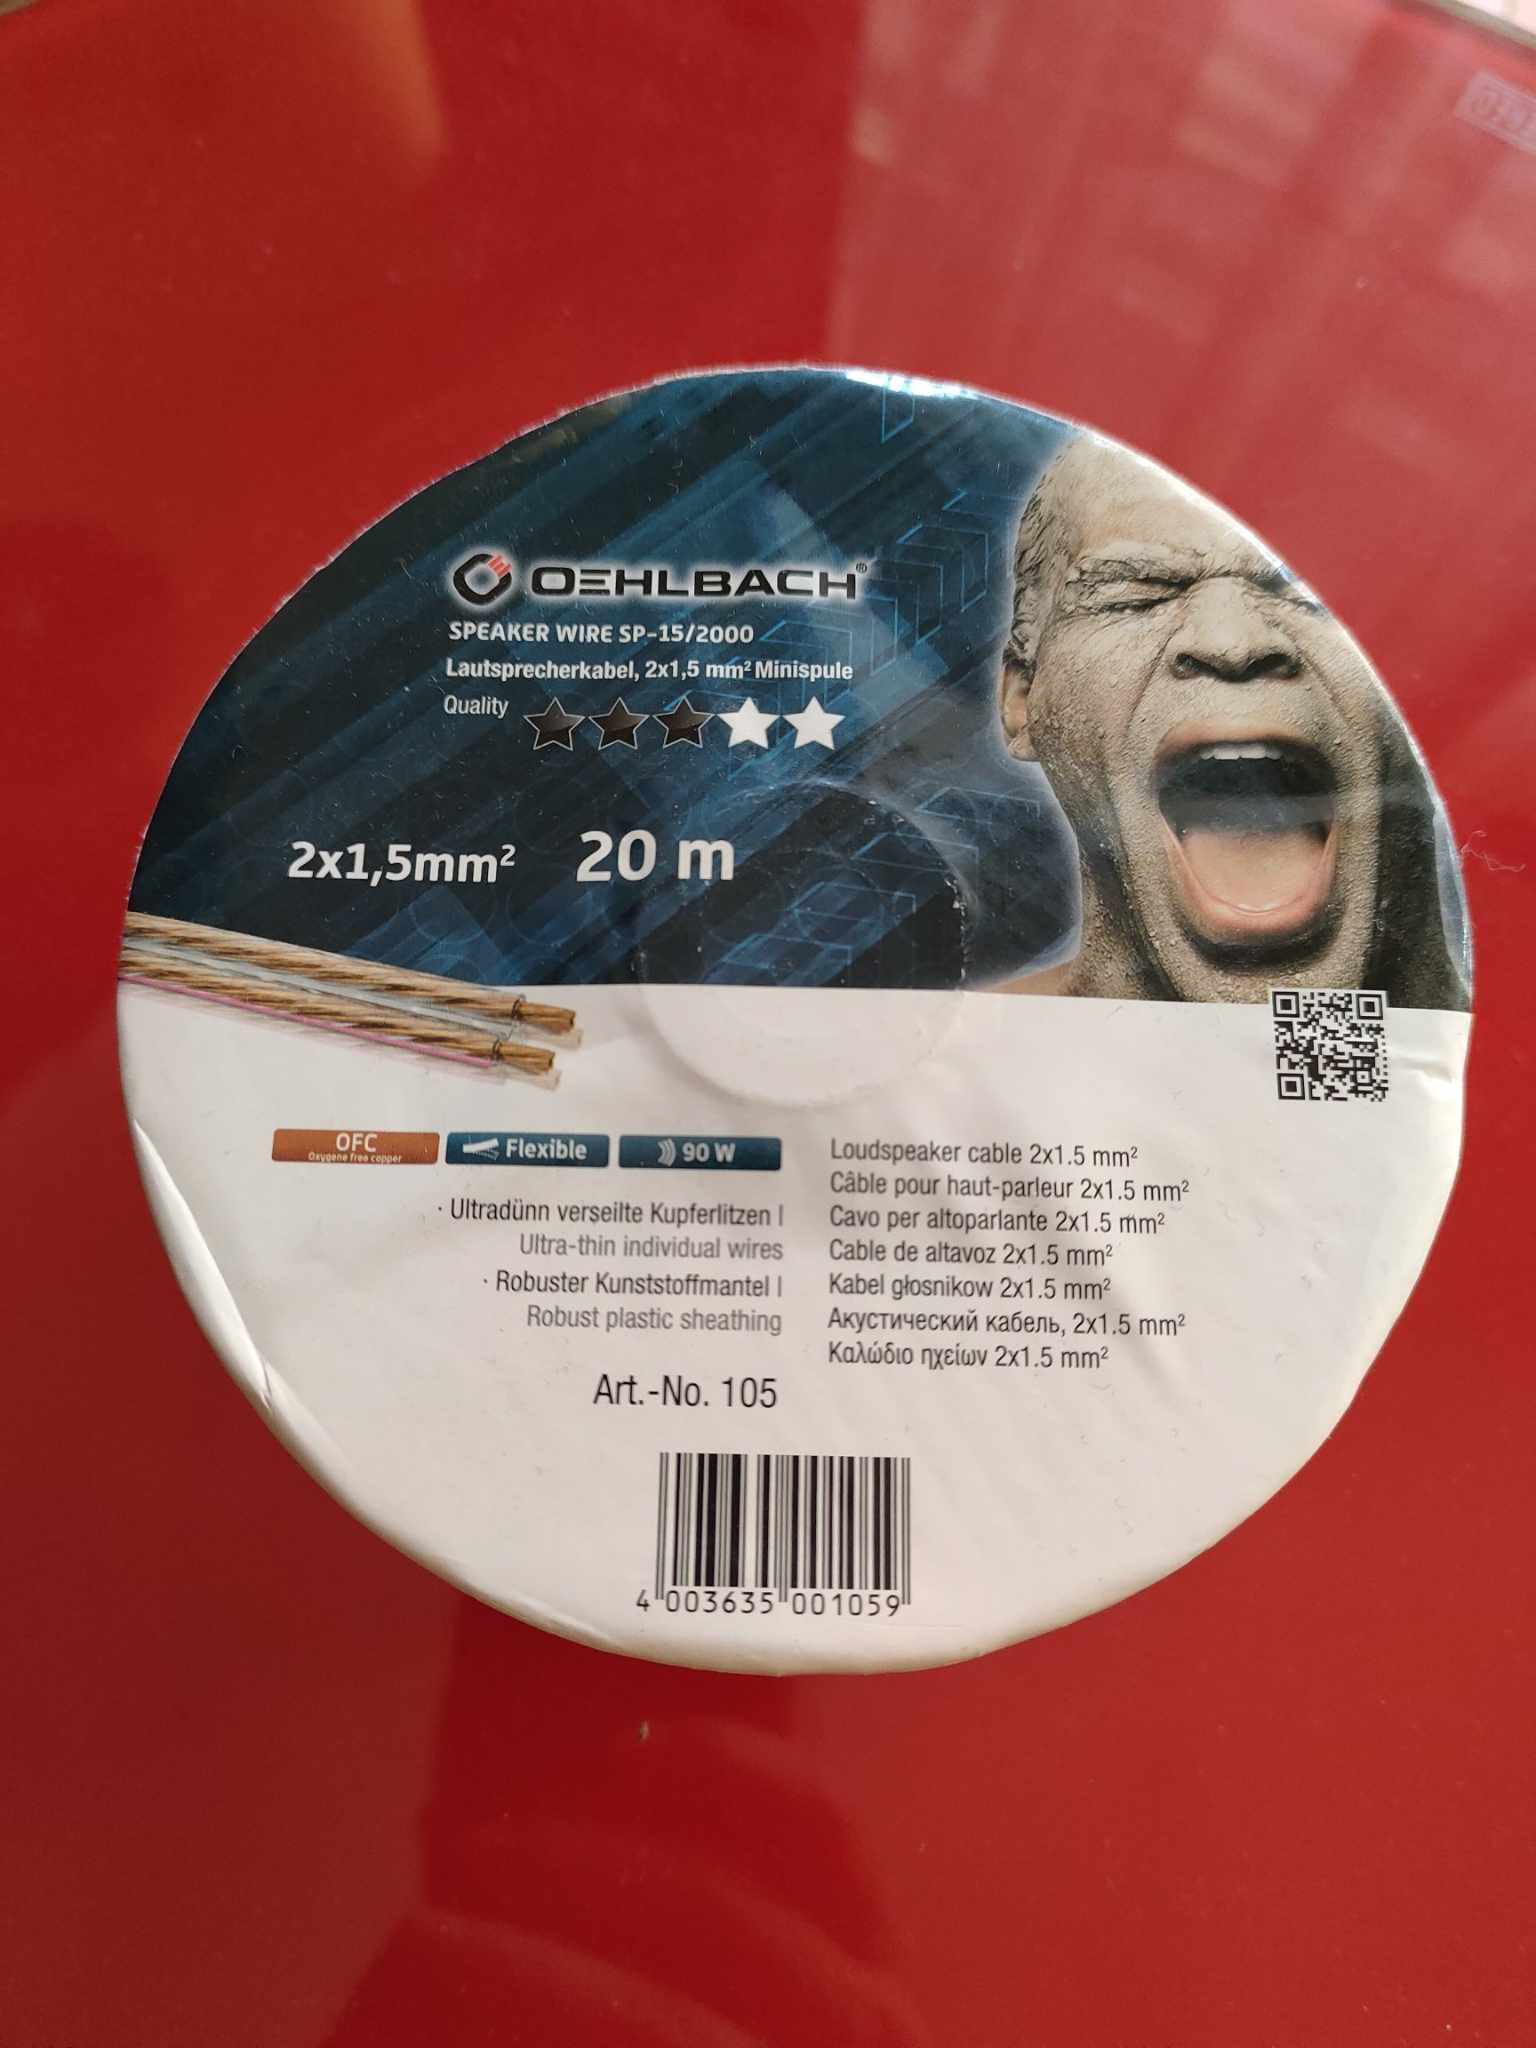 OEHLBACH®
SPEAKER WIRE SP-15/2000
Lautsprecherkabel, 2x1,5 mm² Minispule
Quality
2x1,5mm² 20 m
OFC
Oxygene free copper
Flexible
90 W
· Ultradünn verseilte Kupferlitzen |
Ultra-thin individual wires
· Robuster Kunststoffmantel |
Robust plastic sheathing
Art.-No. 105
Loudspeaker cable 2x1.5 mm²
Câble pour haut-parleur 2x1.5 mm²
Cavo per altoparlante 2x1.5 mm²
Cable de altavoz 2x1.5 mm²
Kabel głosnikow 2x1.5 mm²
Акустический кабель, 2x1.5 mm²
Καλώδιο ηχείων 2x1.5 mm²
4 003635 001059